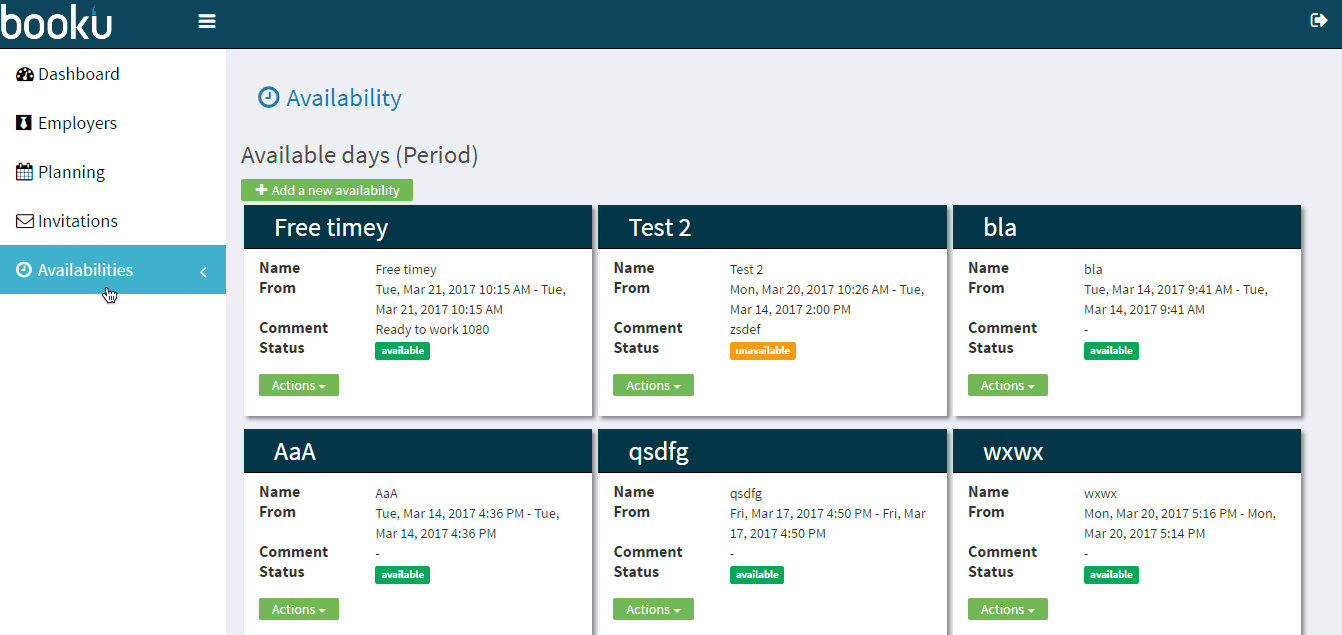 booku
Dashboard
Employers
Planning
Invitations
Availabilities
Availability
Available days (Period)
Add a new availability
Free timey
Name Free timey
From Tue, Mar 21, 2017 10:15 AM - Tue,
Mar 21, 2017 10:15 AM
Comment Ready to work 1080
Status available
Actions
Test 2
Name Test 2
From Mon, Mar 20, 2017 10:26 AM - Tue,
Mar 14, 2017 2:00 PM
Comment zsdef
Status unavailable
Actions
bla
Name bla
From Tue, Mar 14, 2017 9:41 AM - Tue,
Mar 14, 2017 9:41 AM
Comment -
Status available
Actions
AaA
Name AaA
From Tue, Mar 14, 2017 4:36 PM - Tue,
Mar 14, 2017 4:36 PM
Comment -
Status available
Actions
qsdfg
Name qsdfg
From Fri, Mar 17, 2017 4:50 PM - Fri, Mar
17, 2017 4:50 PM
Comment -
Status available
Actions
wxwx
Name wxwx
From Mon, Mar 20, 2017 5:16 PM - Mon,
Mar 20, 2017 5:14 PM
Comment -
Status available
Actions